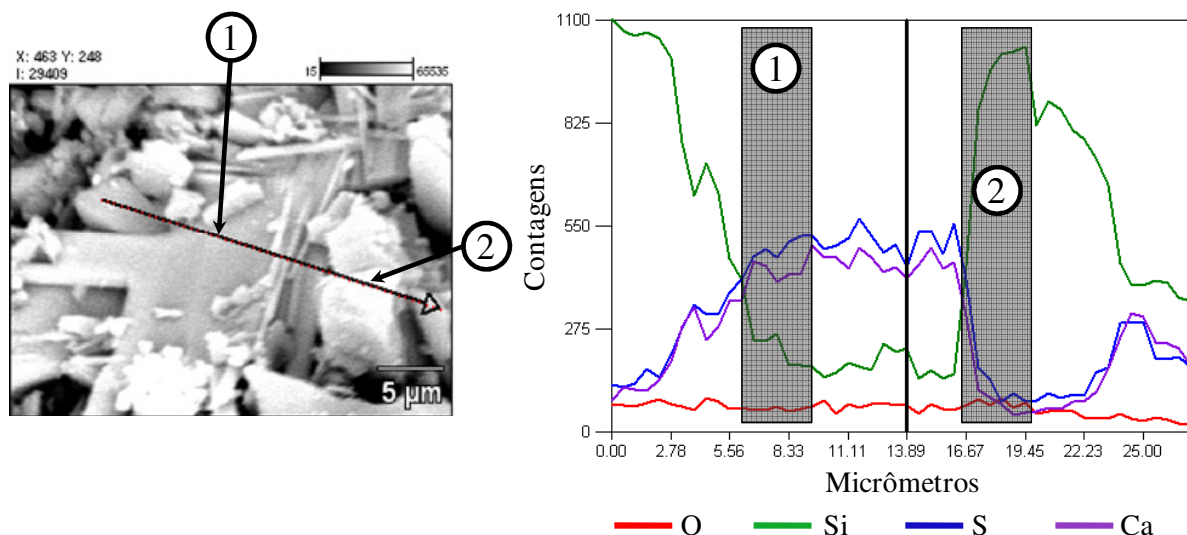 X: 463 Y: 248
I: 29409
15
65535
1
2
5 µm
Contagens
1100
825
550
275
0
1
2
0.00 2.78 5.56 8.33 11.11 13.89 16.67 19.45 22.23 25.00
Micrômetros
O Si S Ca